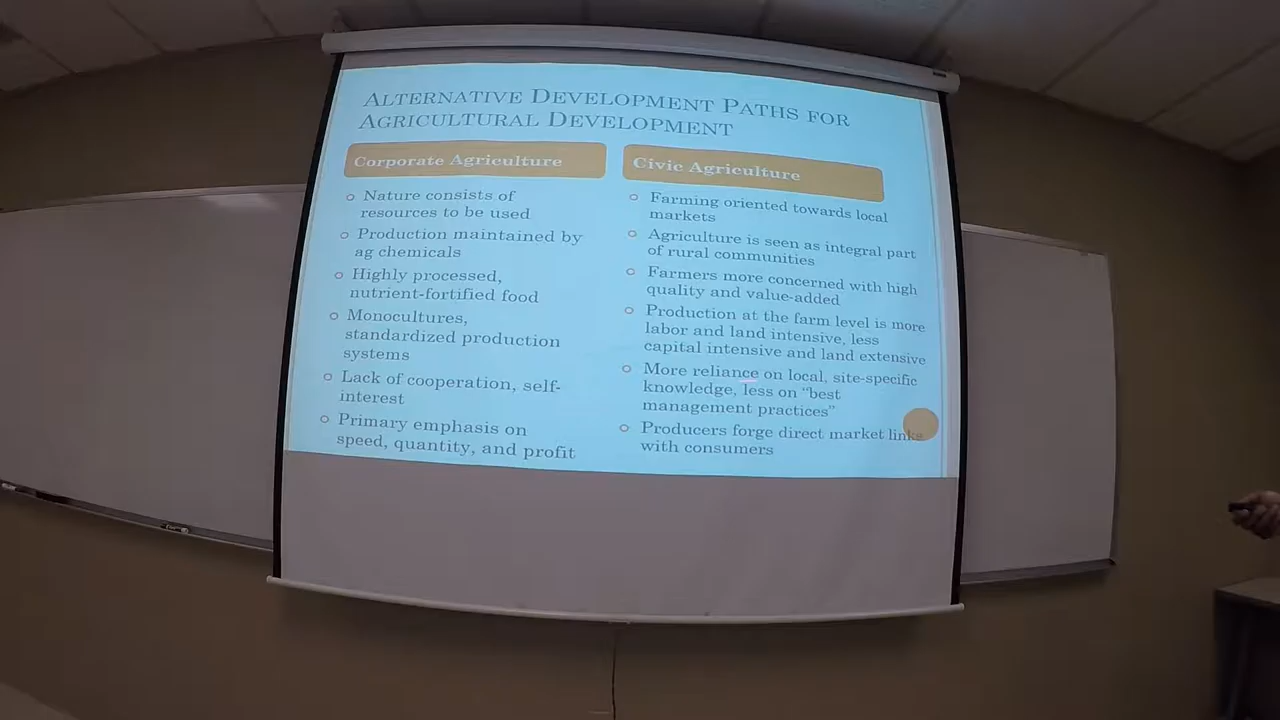 ALTERNATIVE DEVELOPMENT PATHS FOR
AGRICULTURAL DEVELOPMENT
Corporate Agriculture
Nature consists of
resources to be used
Production maintained by
ag chemicals
Highly processed,
nutrient-fortified food
Monocultures,
standardized production
systems
Lack of cooperation, self-
interest
Primary emphasis on
speed, quantity, and profit
Civic Agriculture
Farming oriented towards local
markets
Agriculture is seen as integral part
of rural communities
Farmers more concerned with high
quality and value-added
Production at the farm level is more
labor and land intensive, less
capital intensive and land extensive
More reliance on local, site-specific
knowledge, less on “best
management practices”
Producers forge direct market links
with consumers